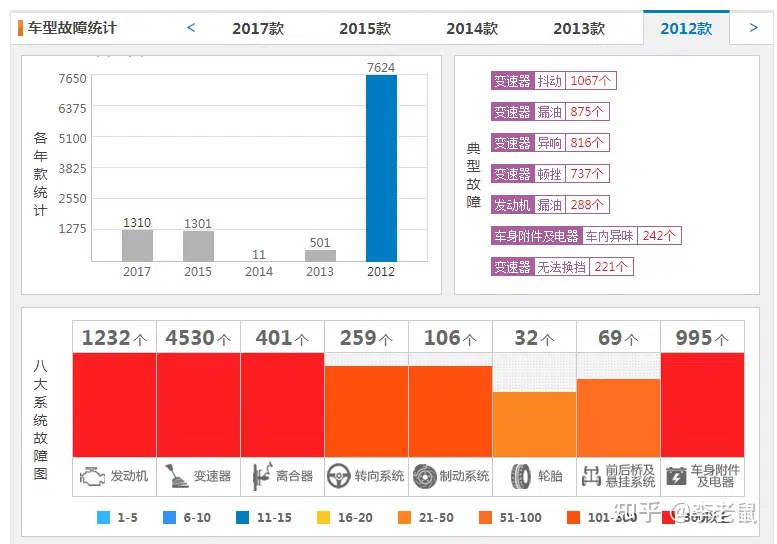 车型故障统计 < 2017款 2015款 2014款 2013款 2012款 >
各年款统计
7650
6375
5100
3825
2550
1275
1310
1301
11
501
7624
2017 2015 2014 2013 2012
典型故障
变速器 抖动 1067个
变速器 漏油 875个
变速器 异响 816个
变速器 顿挫 737个
发动机 漏油 288个
车身附件及电器 车内异味 242个
变速器 无法换挡 221个
八大系统故障图
1232个 4530个 401个 259个 106个 32个 69个 995个
发动机 变速器 离合器 转向系统 制动系统 轮胎 前后桥及悬挂系统 车身附件及电器
1-5 6-10 11-15 16-20 21-50 51-100 101-300 300以上
知乎 @李老鼠